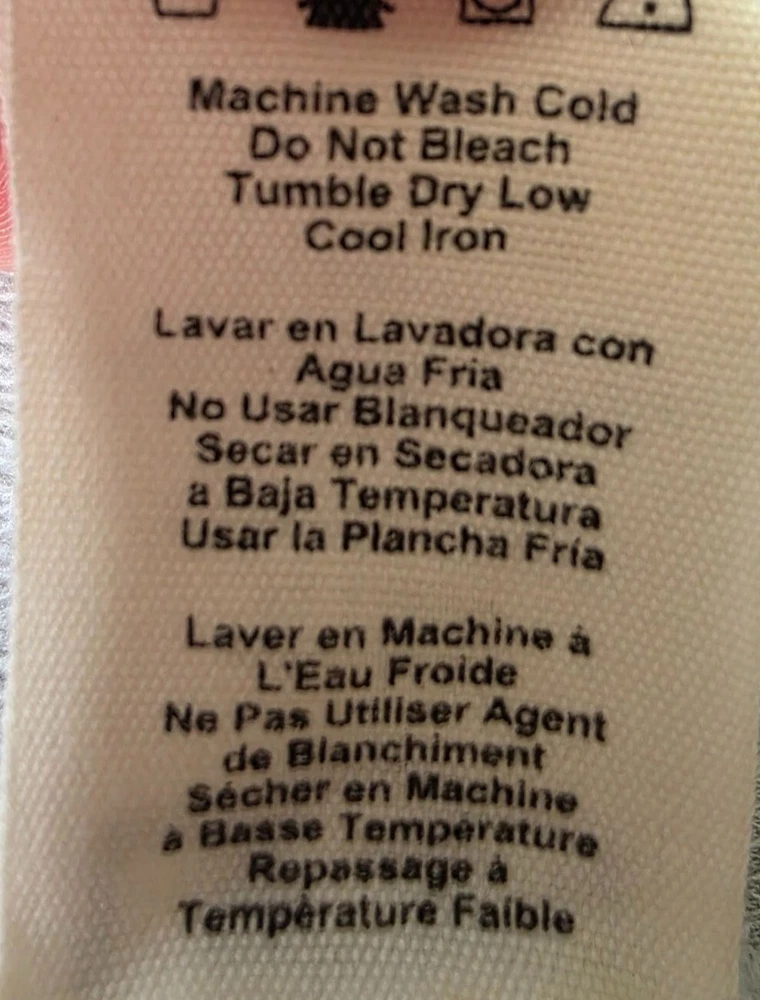 Machine Wash Cold
Do Not Bleach
Tumble Dry Low
Cool Iron
Lavar en Lavadora con
Agua Fria
No Usar Blanqueador
Secar en Secadora
a Baja Temperatura
Usar la Plancha Fría
Laver en Machine à
L'Eau Froide
Ne Pas Utiliser Agent
de Blanchiment
Sécher en Machine
à Basse Température
Repassage à
Température Faible